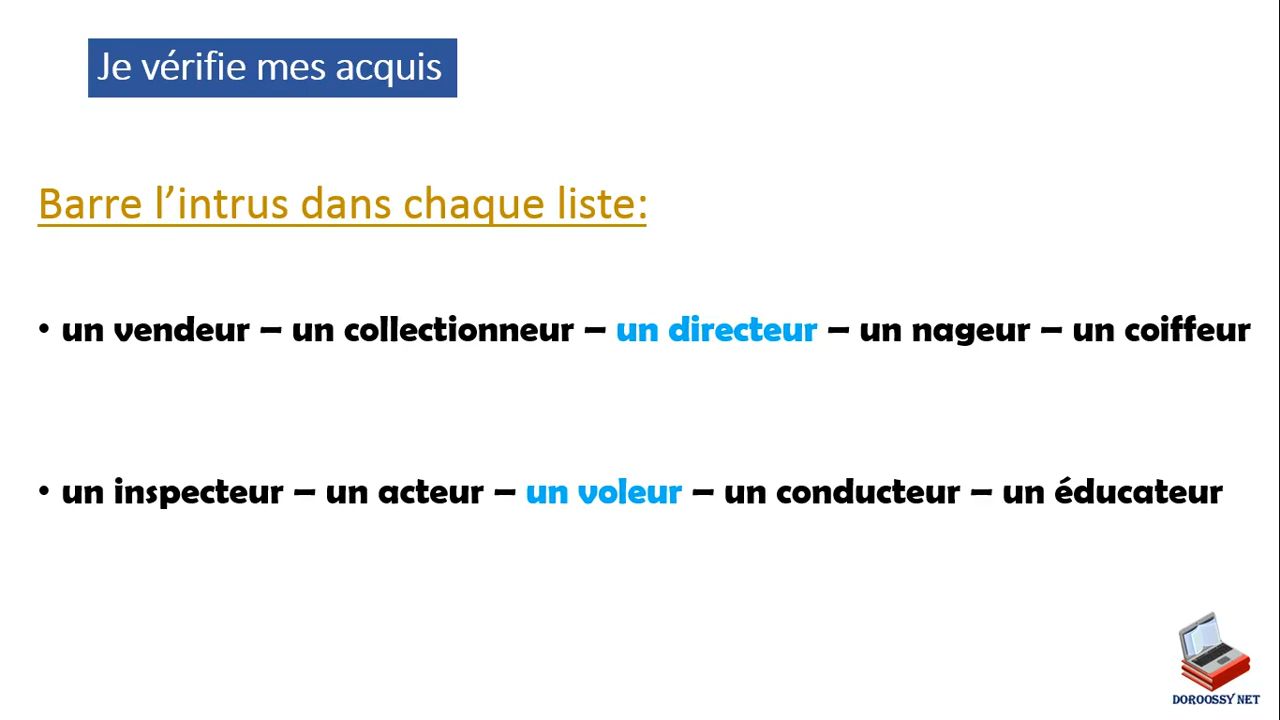 Je vérifie mes acquis
Barre l’intrus dans chaque liste:
• un vendeur – un collectionneur – un directeur – un nageur – un coiffeur
• un inspecteur – un acteur – un voleur – un conducteur – un éducateur
DOROOSSY NET